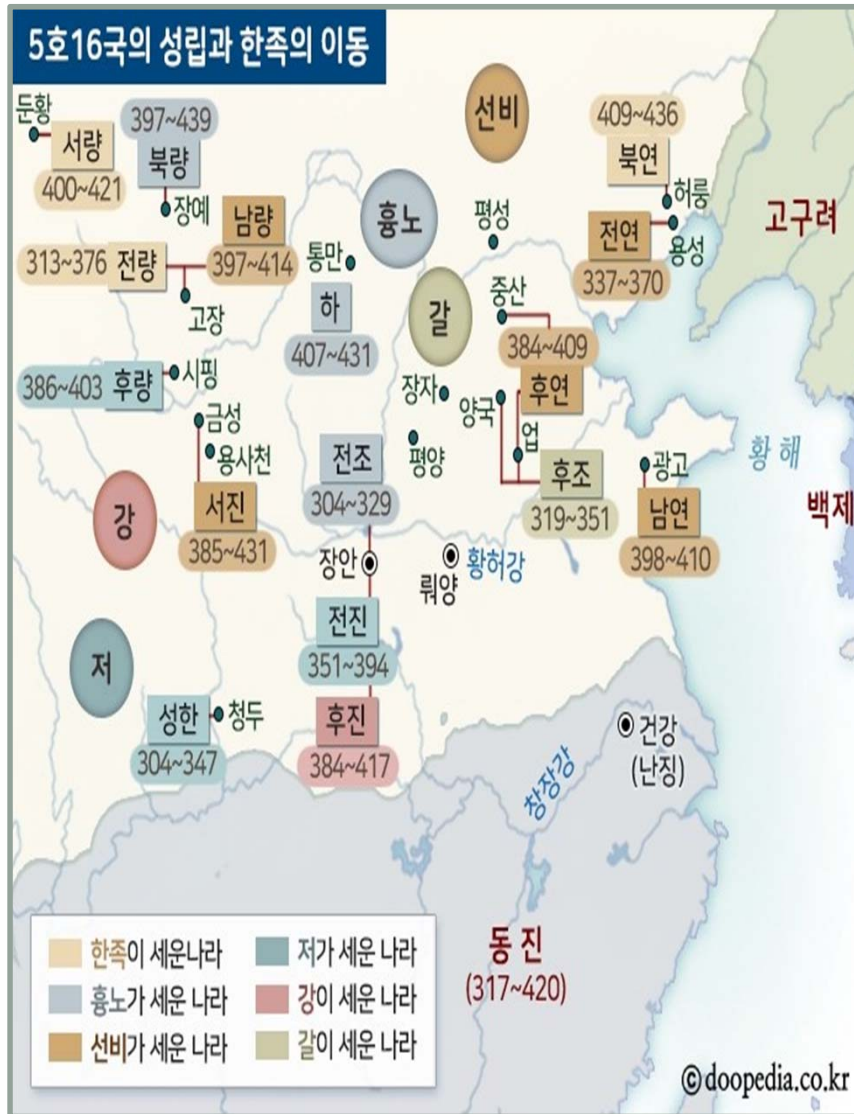 5호16국의 성립과 한족의 이동
둔황
서량
400~421
397~439
북량
장예
선비
409~436
북연
허룽
고구려
313~376 전량
남량
397~414
고장
통만
흉노
평성
전연
337~370
용성
하
407~431
갈
중산
384~409
후연
386~403 후량
시핑
금성
용사천
장자
평양
양국
업
강
서진
385~431
전조
304~329
후조
319~351
광고
남연
398~410
황해
백제
장안
뤄양
황허강
전진
351~394
저
성한
304~347
청두
후진
384~417
건강
(난징)
창장강
동진
(317~420)
한족이 세운나라
흉노가 세운 나라
선비가 세운 나라
저가 세운 나라
강이 세운 나라
갈이 세운 나라
ⓒdoopedia.co.kr